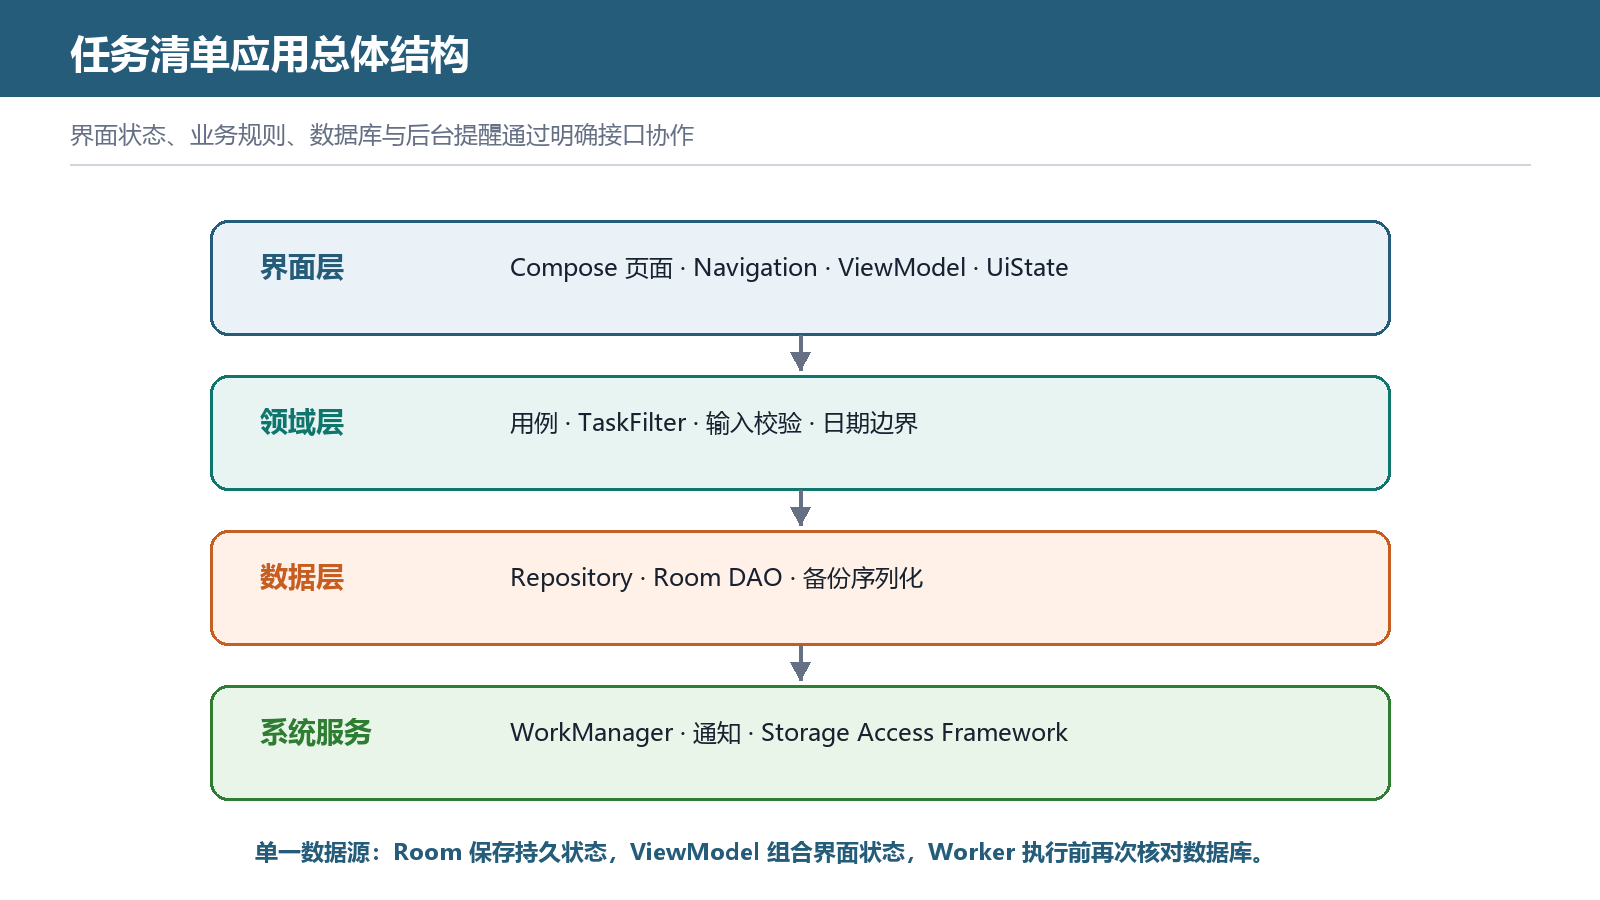 任务清单应用总体结构
界面状态、业务规则、数据库与后台提醒通过明确接口协作
界面层
Compose 页面 · Navigation · ViewModel · UiState
领域层
用例 · TaskFilter · 输入校验 · 日期边界
数据层
Repository · Room DAO · 备份序列化
系统服务
WorkManager · 通知 · Storage Access Framework
单一数据源：Room 保存持久状态，ViewModel 组合界面状态，Worker 执行前再次核对数据库。